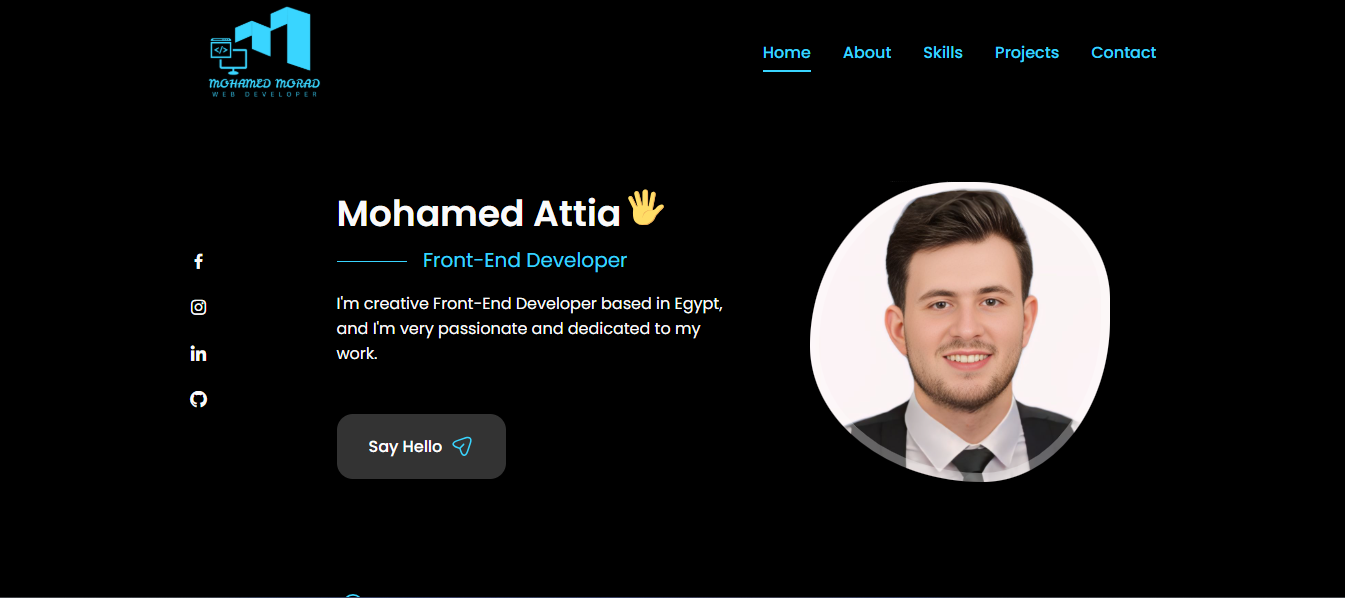 </>
MOHAMED MORAD
WEB DEVELOPER
Home About Skills Projects Contact
Mohamed Attia
Front-End Developer
I'm creative Front-End Developer based in Egypt,
and I'm very passionate and dedicated to my
work.
Say Hello